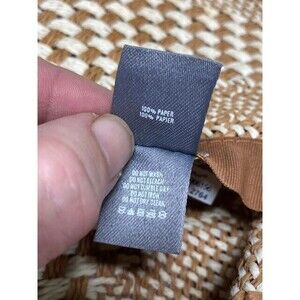 100% PAPER
100% PAPIER
DO NOT WASH
DO NOT BLEACH
DO NOT TUMBLE DRY
DO NOT IRON
DO NOT DRY CLEAN